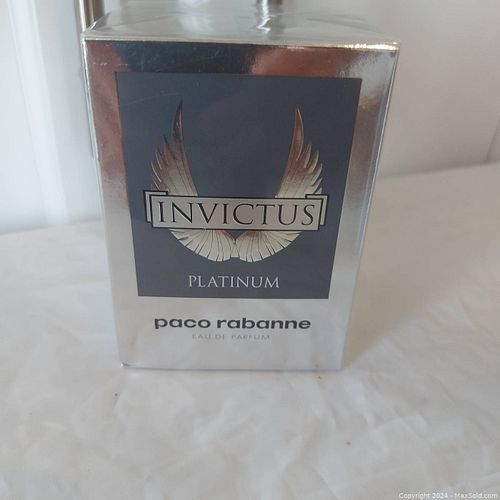 INVICTUS
PLATINUM
paco rabanne
EAU DE PARFUM
Copyright 2024 - MaxSold.com